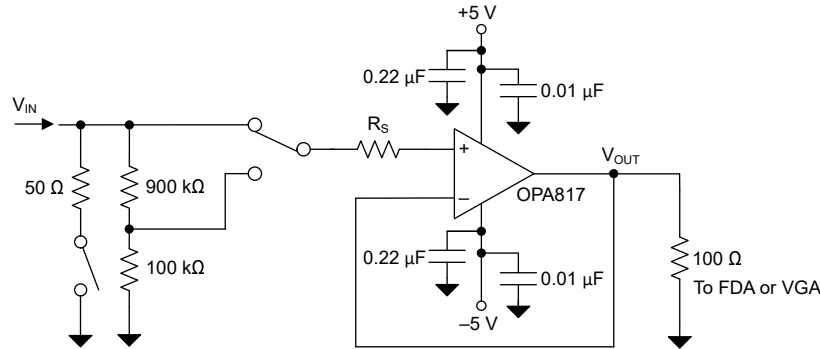 +5 V
0.22 µF
0.01 µF
V_IN
R_S
+
50 Ω
900 kΩ
V_OUT
−
OPA817
100 kΩ
0.22 µF
0.01 µF
100 Ω
To FDA or VGA
−5 V